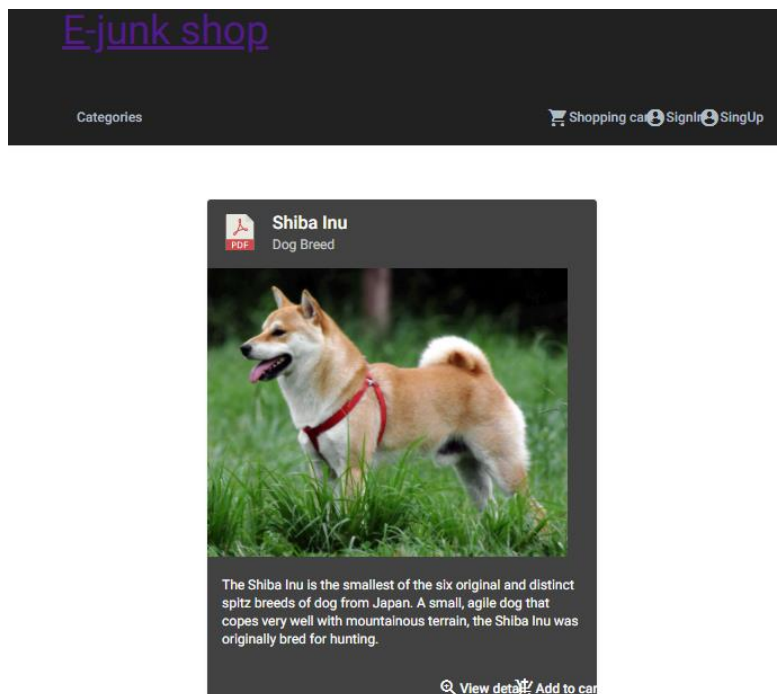 E-junk shop
Categories
Shopping ca
SignIn
SingUp
PDF
Shiba Inu
Dog Breed
The Shiba Inu is the smallest of the six original and distinct
spitz breeds of dog from Japan. A small, agile dog that
copes very well with mountainous terrain, the Shiba Inu was
originally bred for hunting.
View deta
Add to car